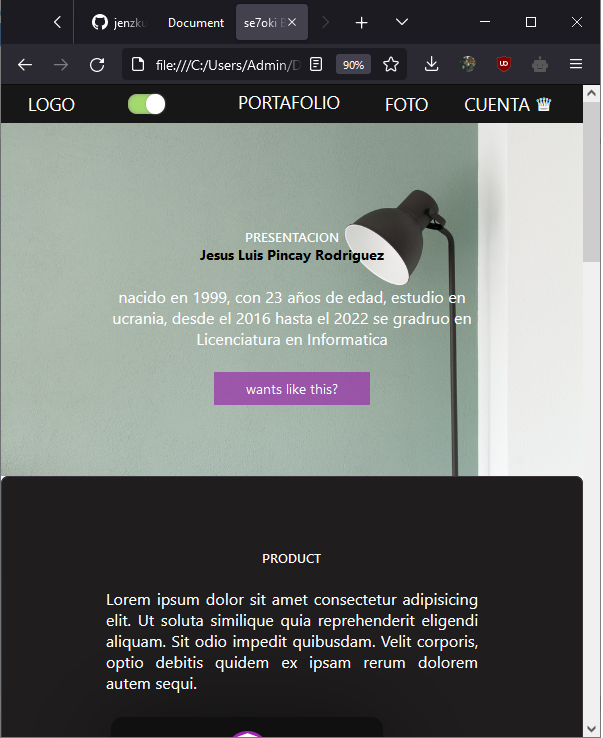 jenzku
Document
se7oki E
file:///C:/Users/Admin/D
90%
LOGO
PORTAFOLIO
FOTO
CUENTA ♛
PRESENTACION
Jesus Luis Pincay Rodriguez
nacido en 1999, con 23 años de edad, estudio en
ucrania, desde el 2016 hasta el 2022 se gradruo en
Licenciatura en Informatica
wants like this?
PRODUCT
Lorem ipsum dolor sit amet consectetur adipisicing
elit. Ut soluta similique quia reprehenderit eligendi
aliquam. Sit odio impedit quibusdam. Velit corporis,
optio debitis quidem ex ipsam rerum dolorem
autem sequi.